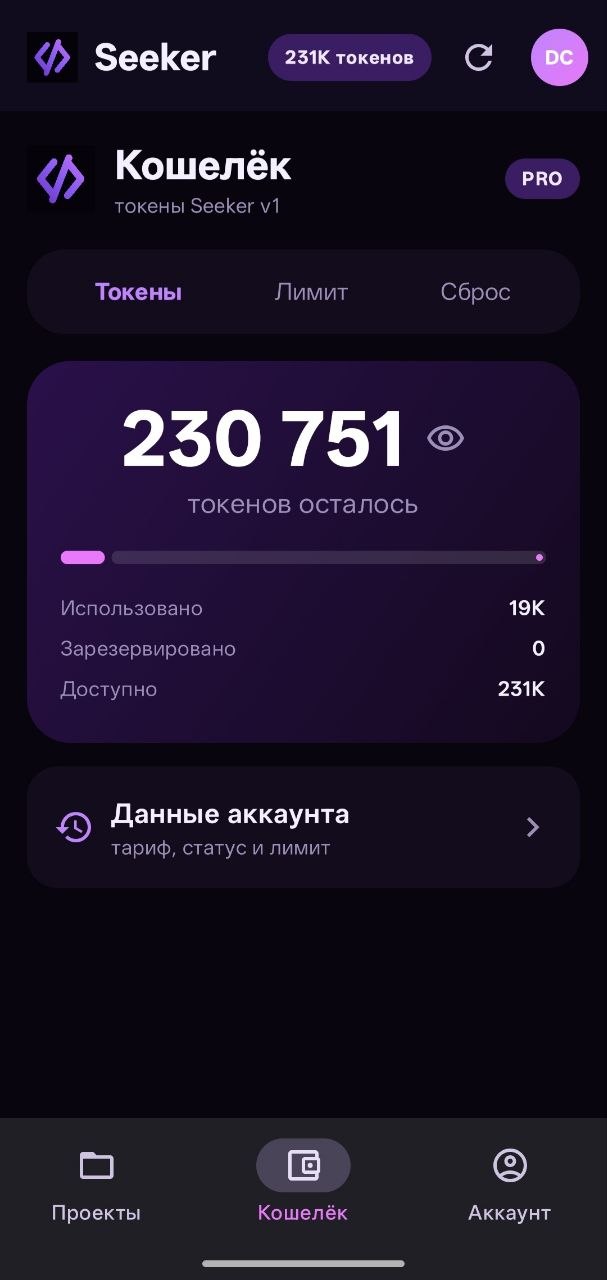 Seeker
231K токенов
DC
Кошелёк
токены Seeker v1
PRO
Токены
Лимит
Сброс
230 751
токенов осталось
Использовано 19K
Зарезервировано 0
Доступно 231K
Данные аккаунта
тариф, статус и лимит
Проекты
Кошелёк
Аккаунт